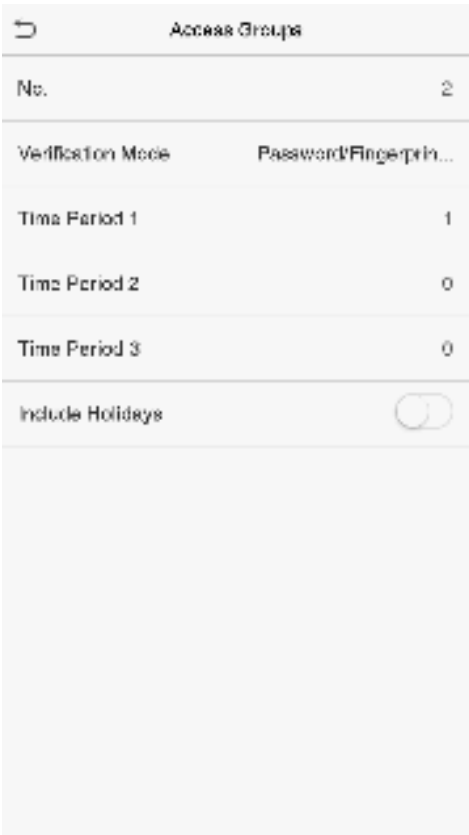 Access Groups
No. 2
Verification Mode Password/Fingerprin...
Time Period 1 1
Time Period 2 0
Time Period 3 0
Include Holidays